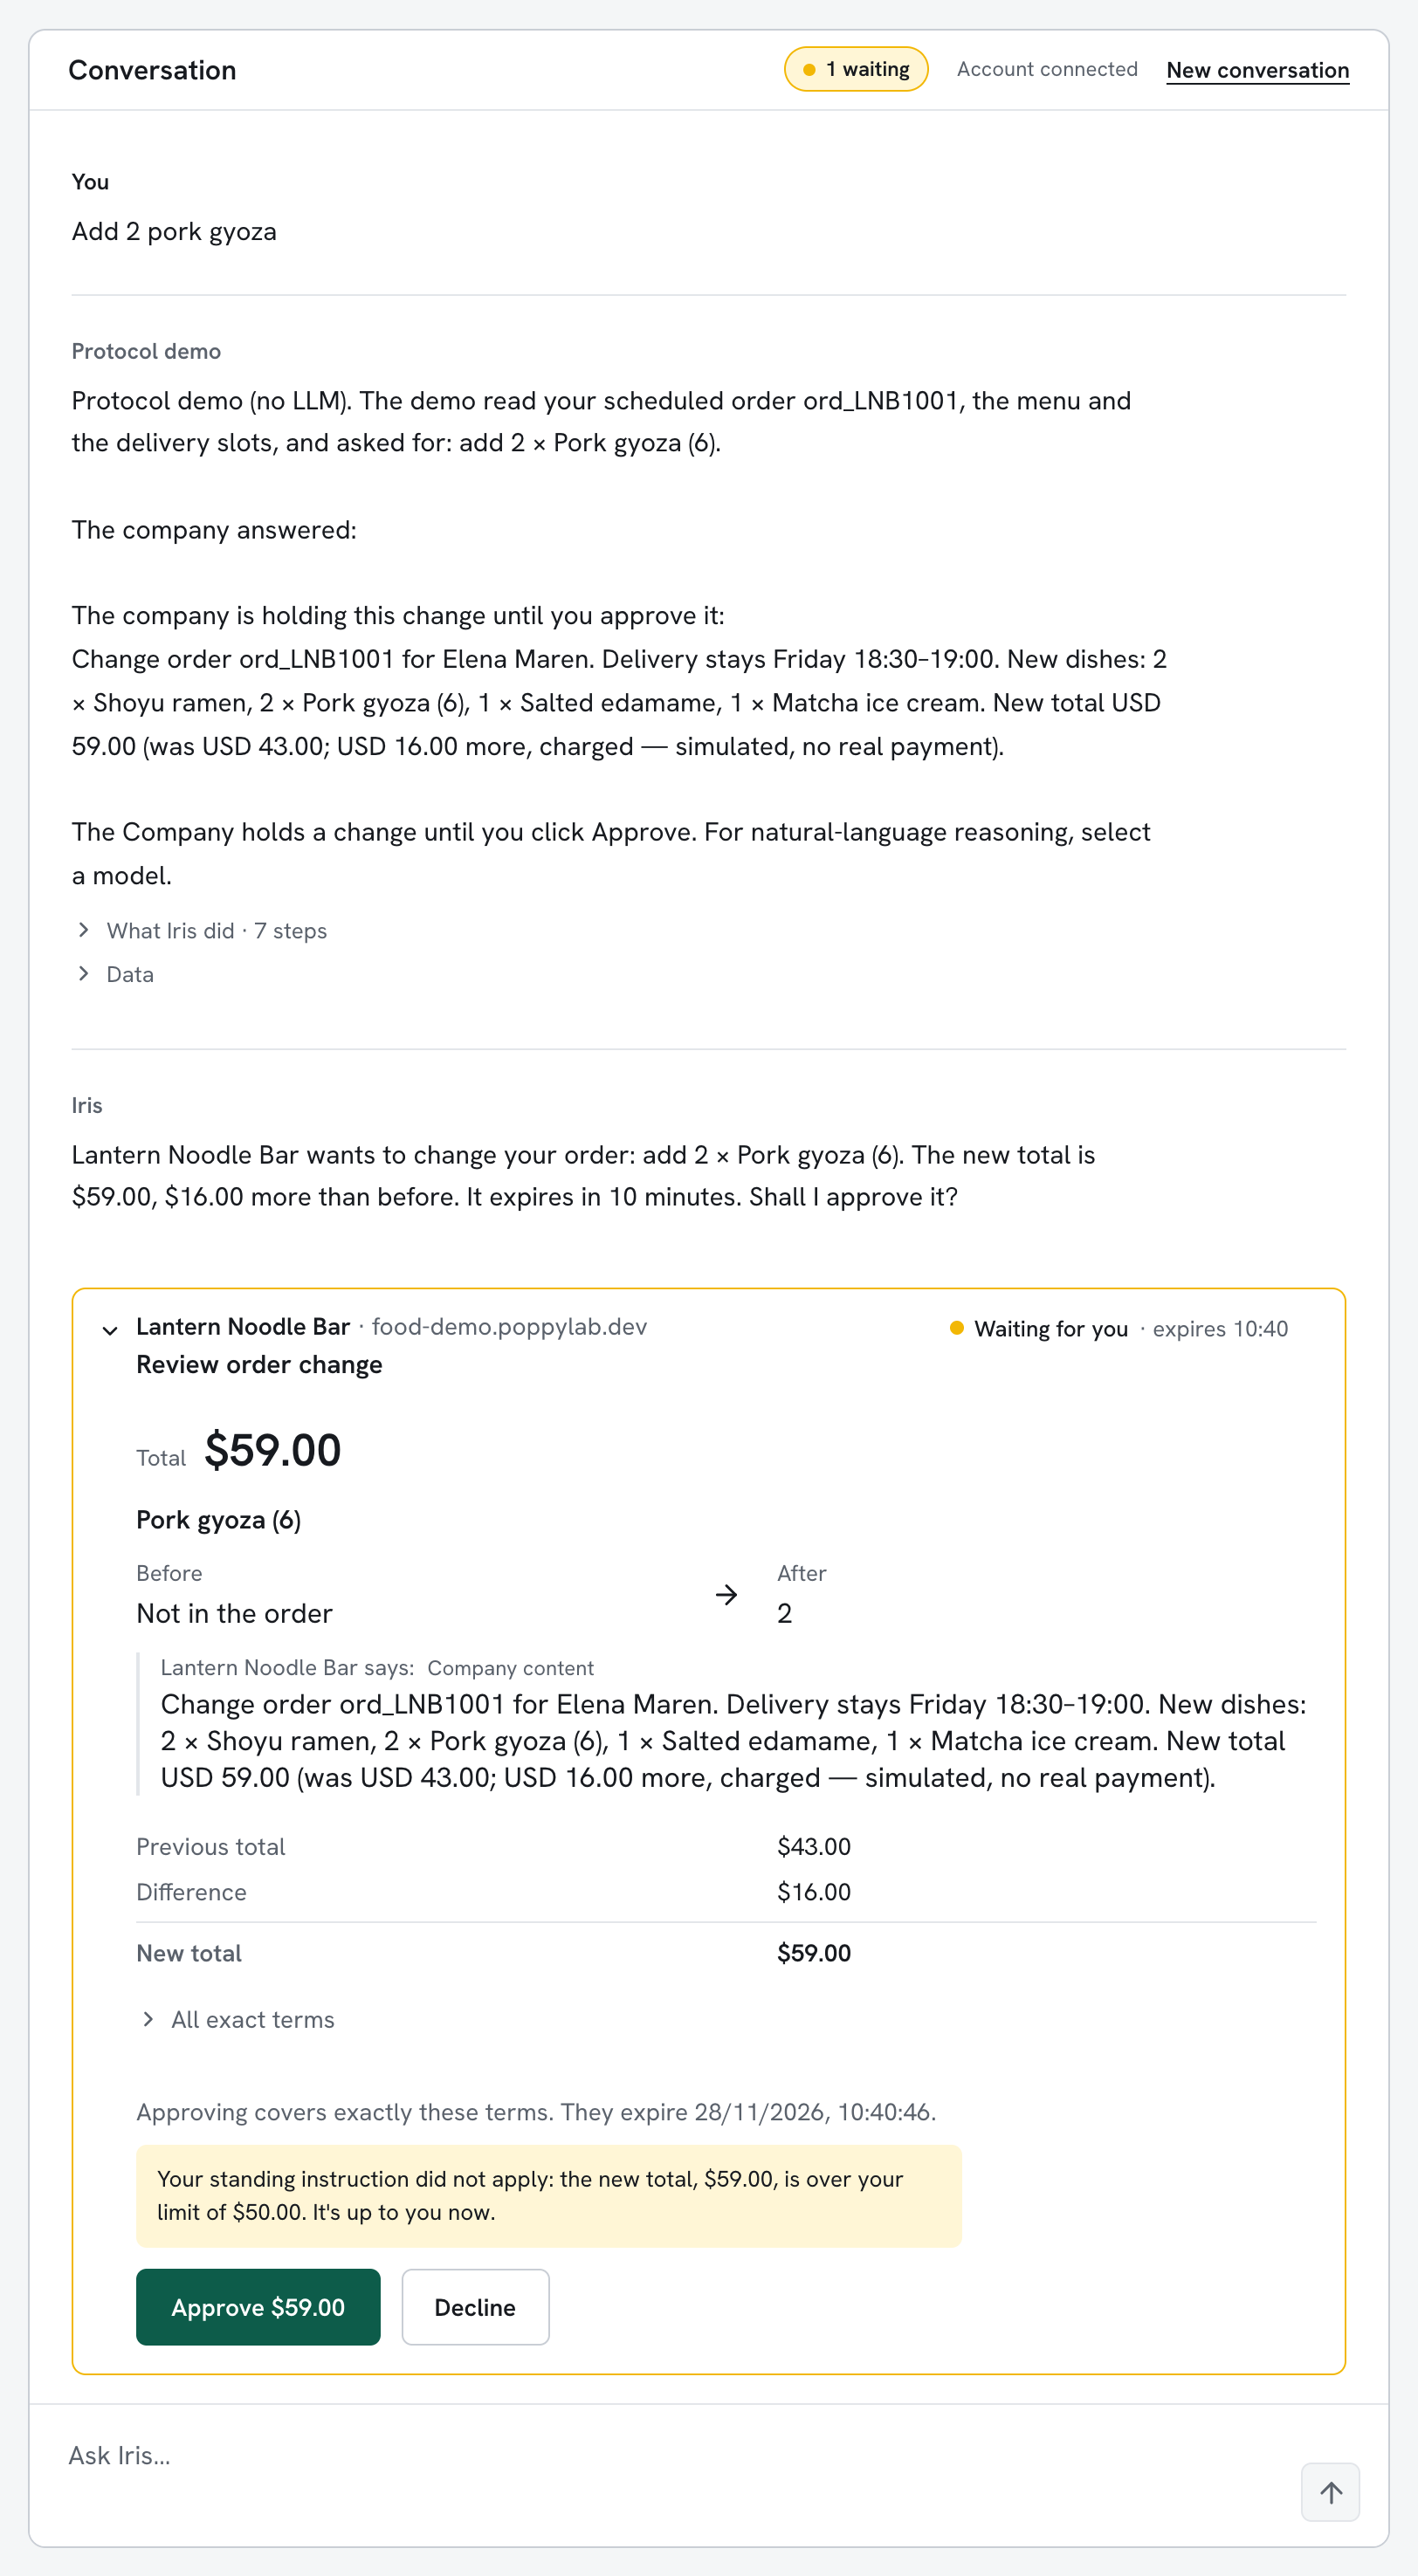 Conversation
1 waiting
Account connected
New conversation
You
Add 2 pork gyoza
Protocol demo
Protocol demo (no LLM). The demo read your scheduled order ord_LNB1001, the menu and
the delivery slots, and asked for: add 2 × Pork gyoza (6).
The company answered:
The company is holding this change until you approve it:
Change order ord_LNB1001 for Elena Maren. Delivery stays Friday 18:30–19:00. New dishes: 2
× Shoyu ramen, 2 × Pork gyoza (6), 1 × Salted edamame, 1 × Matcha ice cream. New total USD
59.00 (was USD 43.00; USD 16.00 more, charged — simulated, no real payment).
The Company holds a change until you click Approve. For natural-language reasoning, select
a model.
What Iris did · 7 steps
Data
Iris
Lantern Noodle Bar wants to change your order: add 2 × Pork gyoza (6). The new total is
$59.00, $16.00 more than before. It expires in 10 minutes. Shall I approve it?
Lantern Noodle Bar · food-demo.poppylab.dev
Waiting for you · expires 10:40
Review order change
Total $59.00
Pork gyoza (6)
Before
After
Not in the order
2
Lantern Noodle Bar says: Company content
Change order ord_LNB1001 for Elena Maren. Delivery stays Friday 18:30–19:00. New dishes:
2 × Shoyu ramen, 2 × Pork gyoza (6), 1 × Salted edamame, 1 × Matcha ice cream. New total
USD 59.00 (was USD 43.00; USD 16.00 more, charged — simulated, no real payment).
Previous total $43.00
Difference $16.00
New total $59.00
All exact terms
Approving covers exactly these terms. They expire 28/11/2026, 10:40:46.
Your standing instruction did not apply: the new total, $59.00, is over your
limit of $50.00. It's up to you now.
Approve $59.00
Decline
Ask Iris...